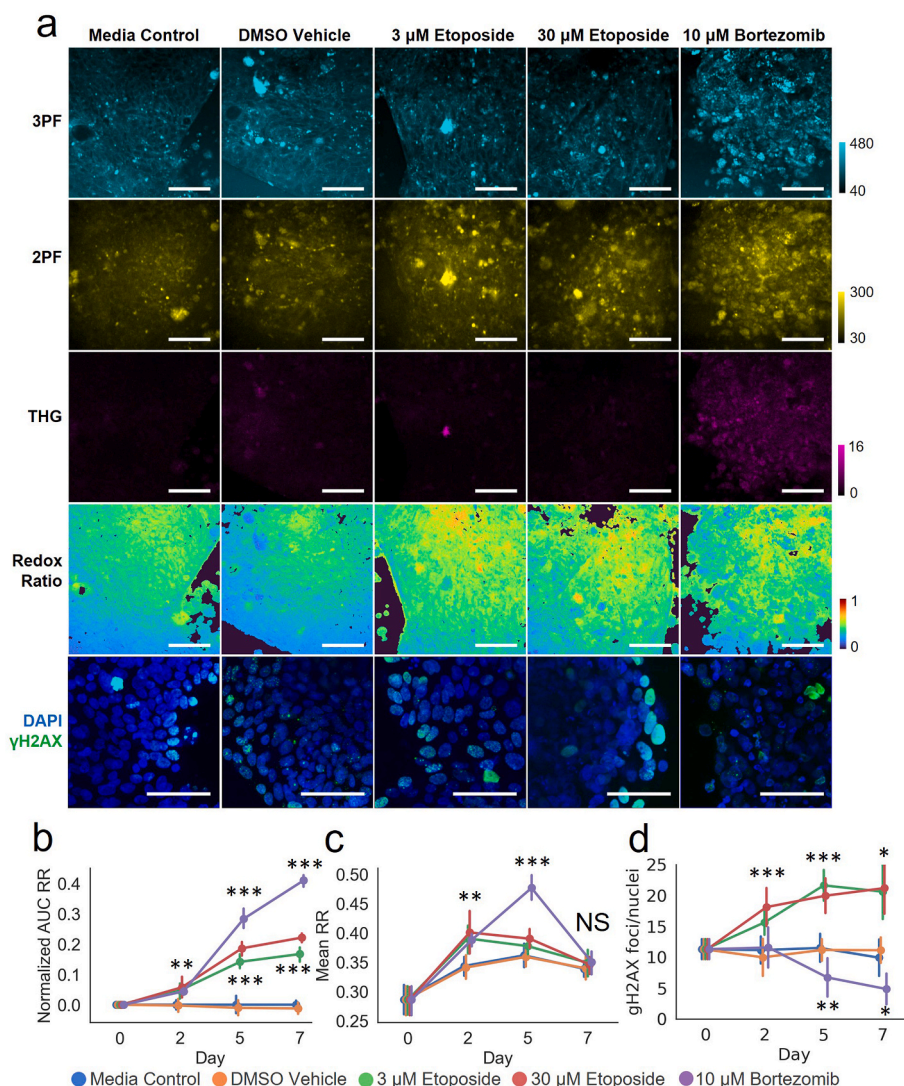 a
Media Control DMSO Vehicle 3 μM Etoposide 30 μM Etoposide 10 μM Bortezomib
3PF
480
40
2PF
300
30
THG
16
0
Redox
Ratio
1
0
DAPI
γH2AX
b
Normalized AUC RR
0.4
0.3
0.2
0.1
0.0
**
***
***
***
***
0 2 5 7
Day
c
Mean RR
0.50
0.45
0.40
0.35
0.30
0.25
**
***
NS
0 2 5 7
Day
d
gH2AX foci/nuclei
25
20
15
10
5
0
***
***
*
**
*
0 2 5 7
Day
Media Control DMSO Vehicle 3 μM Etoposide 30 μM Etoposide 10 μM Bortezomib